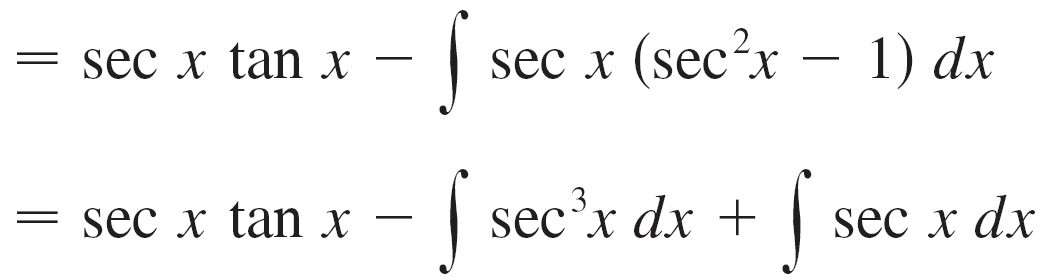 = sec x tan x − ∫ sec x (sec²x − 1) dx
= sec x tan x − ∫ sec³x dx + ∫ sec x dx